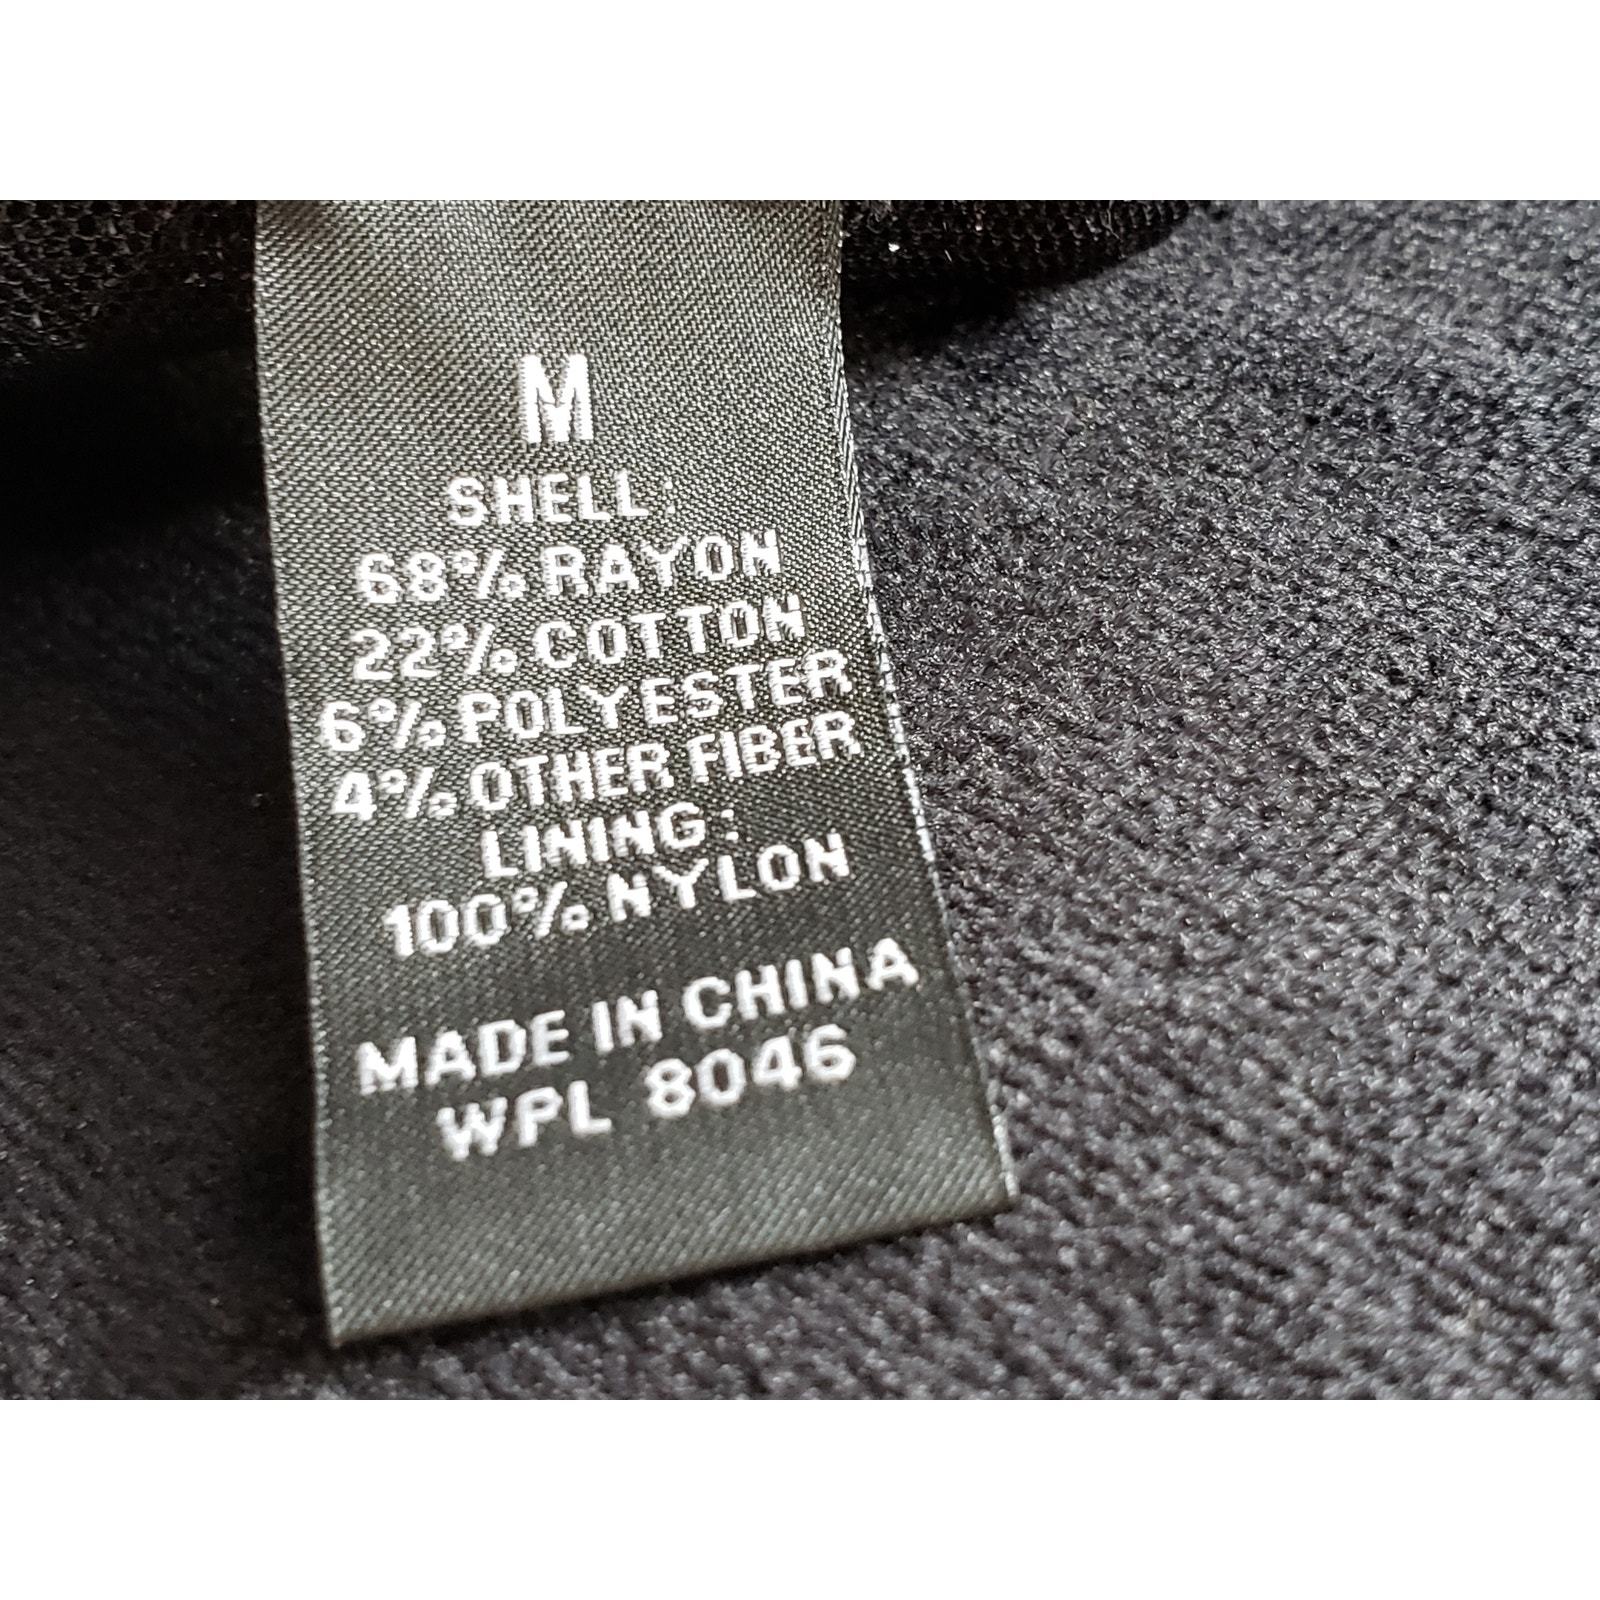 M
SHELL:
68% RAYON
22% COTTON
6% POLYESTER
4% OTHER FIBER
LINING:
100% NYLON
MADE IN CHINA
WPL 8046